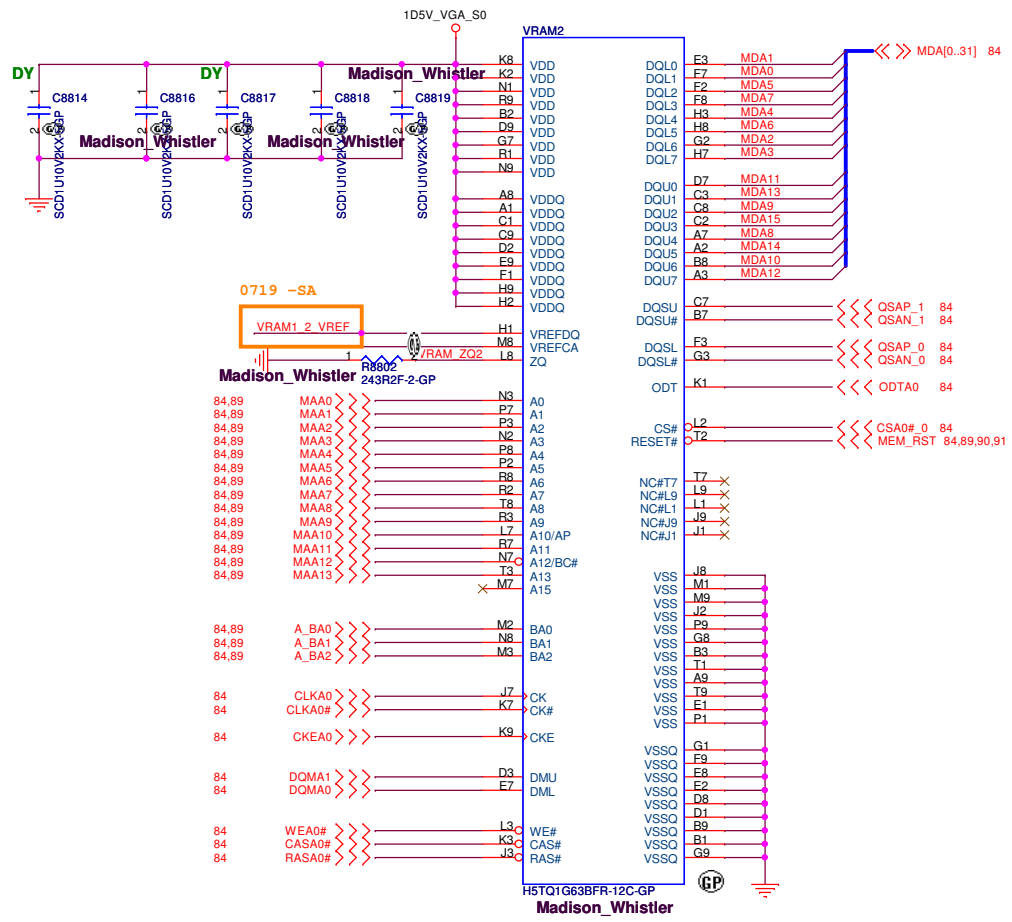 1D5V_VGA_S0
VRAM2
DY
DY
Madison_Whistler
1 C8814
1 C8816
1 C8817
1 C8818
1 C8819
2 2 2 2 2
Madison_Whistler
Madison_Whistler
SCD1U10V2KX-
SCD1U10V2KX-
SCD1U10V2KX-
SCD1U10V2KX-
SCD1U10V2KX-
K8 VDD
K2 VDD
N1 VDD
R9 VDD
B2 VDD
D9 VDD
G7 VDD
R1 VDD
N9 VDD
A8 VDDQ
A1 VDDQ
C1 VDDQ
C9 VDDQ
D2 VDDQ
E9 VDDQ
F1 VDDQ
H9 VDDQ
H2 VDDQ
0719 -SA
VRAM1_2_VREF
H1 VREFDQ
M8 VREFCA
1 2 VRAM_ZQ2 L8 ZQ
R8802
243R2F-2-GP
Madison_Whistler
84,89 MAA0 N3 A0
84,89 MAA1 P7 A1
84,89 MAA2 P3 A2
84,89 MAA3 N2 A3
84,89 MAA4 P8 A4
84,89 MAA5 P2 A5
84,89 MAA6 R8 A6
84,89 MAA7 R2 A7
84,89 MAA8 T8 A8
84,89 MAA9 R3 A9
84,89 MAA10 L7 A10/AP
84,89 MAA11 R7 A11
84,89 MAA12 N7 A12/BC#
84,89 MAA13 T3 A13
M7 A15
84,89 A_BA0 M2 BA0
84,89 A_BA1 N8 BA1
84,89 A_BA2 M3 BA2
84 CLKA0 J7 CK
84 CLKA0# K7 CK#
84 CKEA0 K9 CKE
84 DQMA1 D3 DMU
84 DQMA0 E7 DML
84 WEA0# L3 WE#
84 CASA0# K3 CAS#
84 RASA0# J3 RAS#
DQL0 E3 MDA1
DQL1 F7 MDA0
DQL2 F2 MDA5
DQL3 F8 MDA7
DQL4 H3 MDA4
DQL5 H8 MDA6
DQL6 G2 MDA2
DQL7 H7 MDA3
MDA[0..31] 84
DQU0 D7 MDA11
DQU1 C3 MDA13
DQU2 C8 MDA9
DQU3 C2 MDA15
DQU4 A7 MDA8
DQU5 A2 MDA14
DQU6 B8 MDA10
DQU7 A3 MDA12
DQSU C7 QSAP_1 84
DQSU# B7 QSAN_1 84
DQSL F3 QSAP_0 84
DQSL# G3 QSAN_0 84
ODT K1 ODTA0 84
CS# L2 CSA0#_0 84
RESET# T2 MEM_RST 84,89,90,91
NC#T7 T7
NC#L9 L9
NC#L1 L1
NC#J9 J9
NC#J1 J1
VSS J8
VSS M1
VSS M9
VSS J2
VSS P9
VSS G8
VSS B3
VSS T1
VSS A9
VSS T9
VSS E1
VSS P1
VSSQ G1
VSSQ F9
VSSQ E8
VSSQ E2
VSSQ D8
VSSQ D1
VSSQ B9
VSSQ B1
VSSQ G9
GP
H5TQ1G63BFR-12C-GP
Madison_Whistler